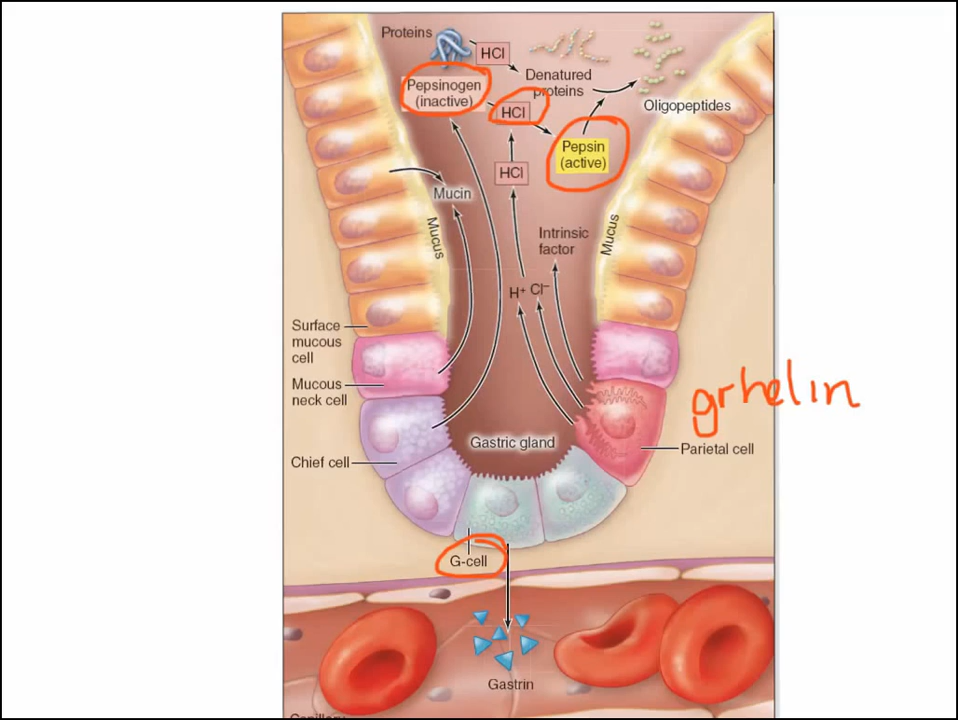 Proteins
HCl
Denatured
proteins
Pepsinogen
(inactive)
HCl
Oligopeptides
Pepsin
(active)
HCl
Mucin
Mucus
Mucus
Intrinsic
factor
H+ Cl−
Surface
mucous
cell
Mucous
neck cell
grhelin
Gastric gland
Parietal cell
Chief cell
G-cell
Gastrin